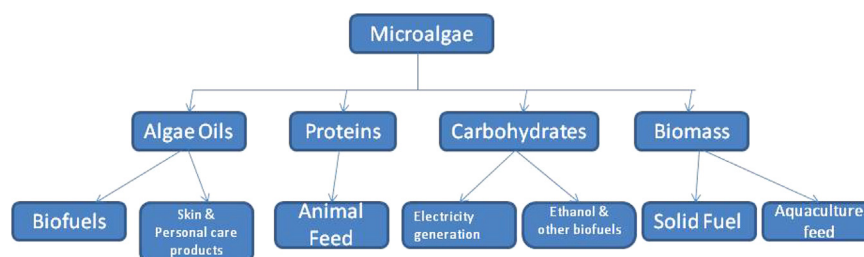 Microalgae
Algae Oils
Proteins
Carbohydrates
Biomass
Biofuels
Skin &
Personal care
products
Animal
Feed
Electricity
generation
Ethanol &
other biofuels
Solid Fuel
Aquaculture
feed